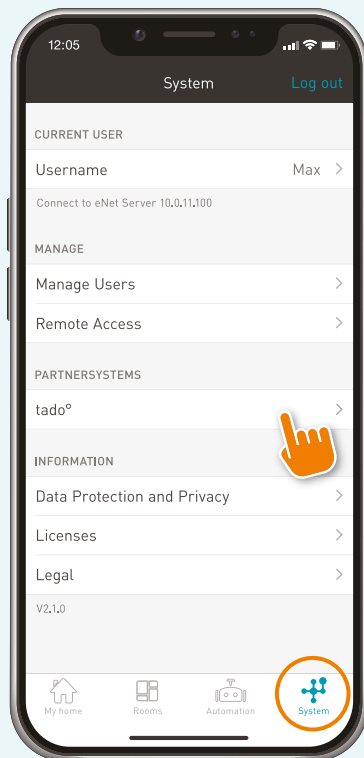 12:05
System
Log out
CURRENT USER
Username
Max
Connect to eNet Server 10.0.11.100
MANAGE
Manage Users
Remote Access
PARTNERSYSTEMS
tado°
INFORMATION
Data Protection and Privacy
Licenses
Legal
V2.1.0
My home
Rooms
Automation
System